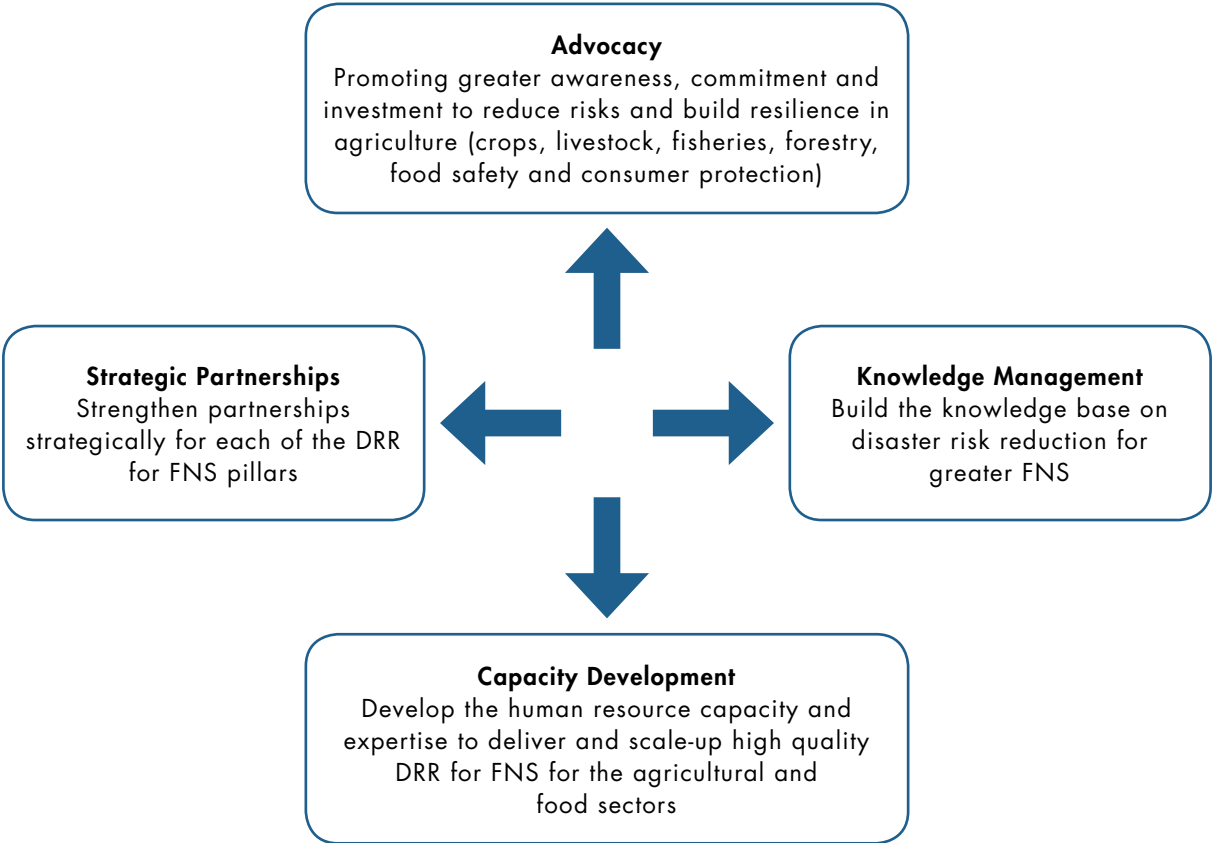 Advocacy
Promoting greater awareness, commitment and
investment to reduce risks and build resilience in
agriculture (crops, livestock, fisheries, forestry,
food safety and consumer protection)
Strategic Partnerships
Strengthen partnerships
strategically for each of the DRR
for FNS pillars
Knowledge Management
Build the knowledge base on
disaster risk reduction for
greater FNS
Capacity Development
Develop the human resource capacity and
expertise to deliver and scale-up high quality
DRR for FNS for the agricultural and
food sectors